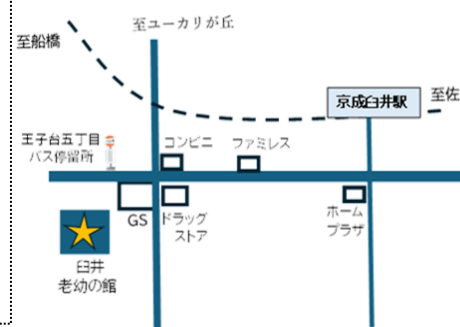 至ユーカリが丘
至船橋
京成臼井駅
至佐
王子台五丁目
バス停留所
コンビニ
ファミレス
GS
ドラッグ
ストア
ホーム
プラザ
臼井
老幼の館